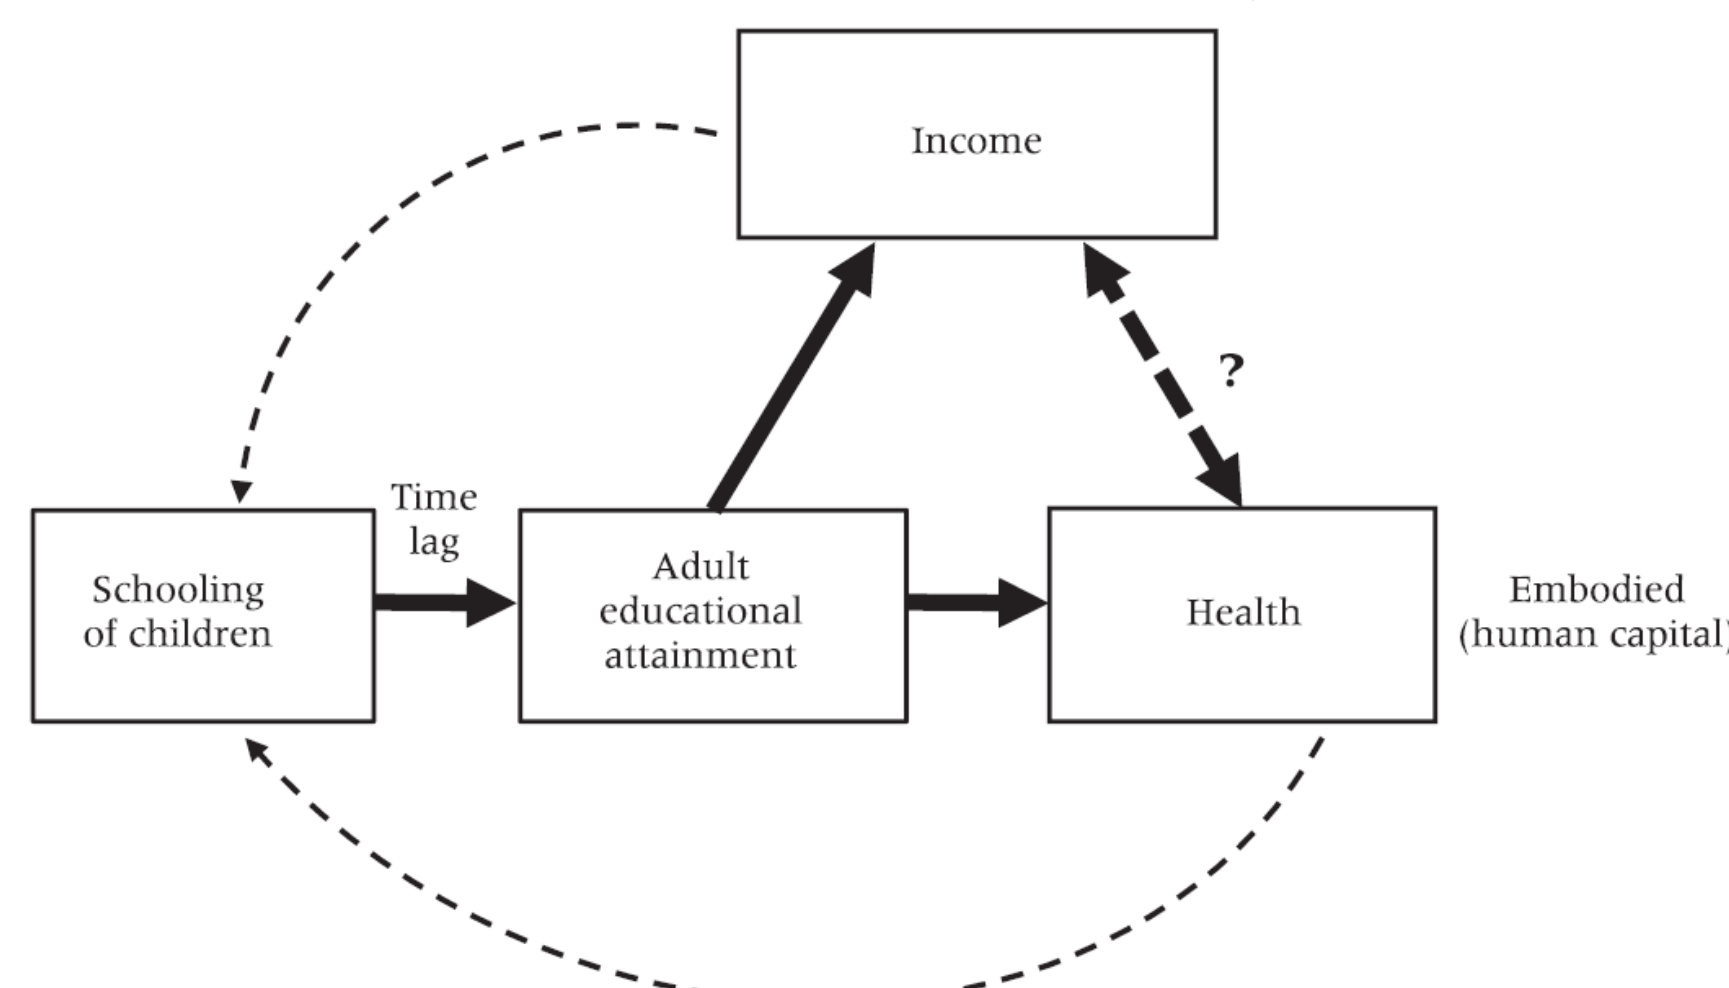 Income
?
Time
lag
Schooling
of children
Adult
educational
attainment
Health
Embodied
(human capital)